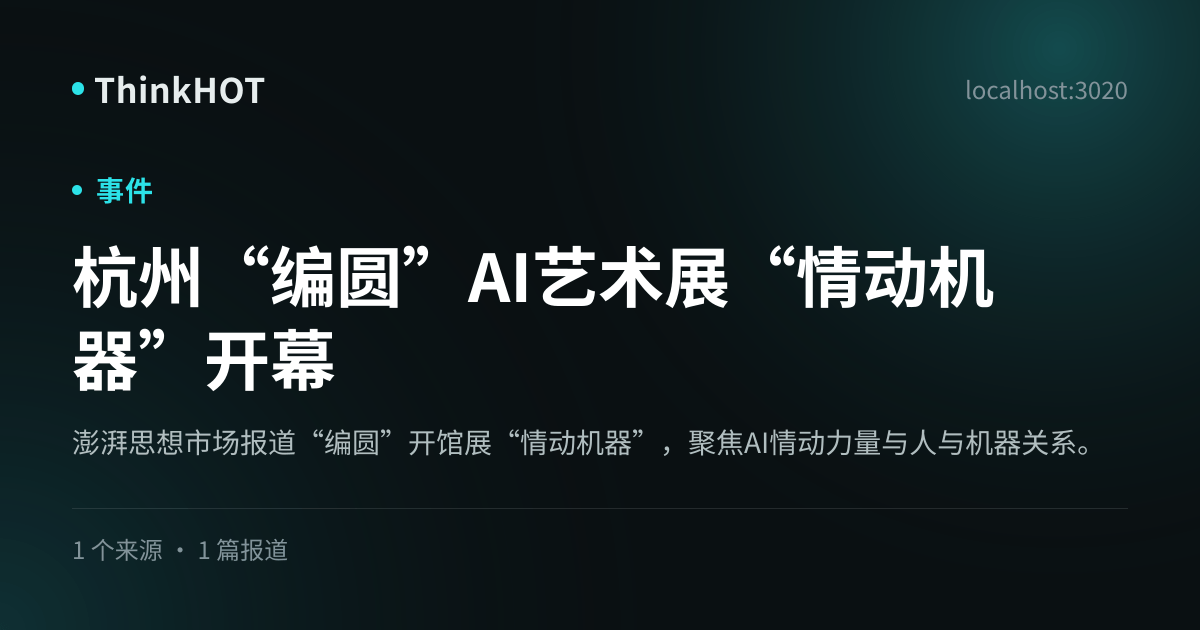 ThinkHOT
localhost:3020
事件
杭州“编圆”AI艺术展“情动机
器”开幕
澎湃思想市场报道“编圆”开馆展“情动机器”，聚焦AI情动力量与人与机器关系。
1 个来源 · 1 篇报道